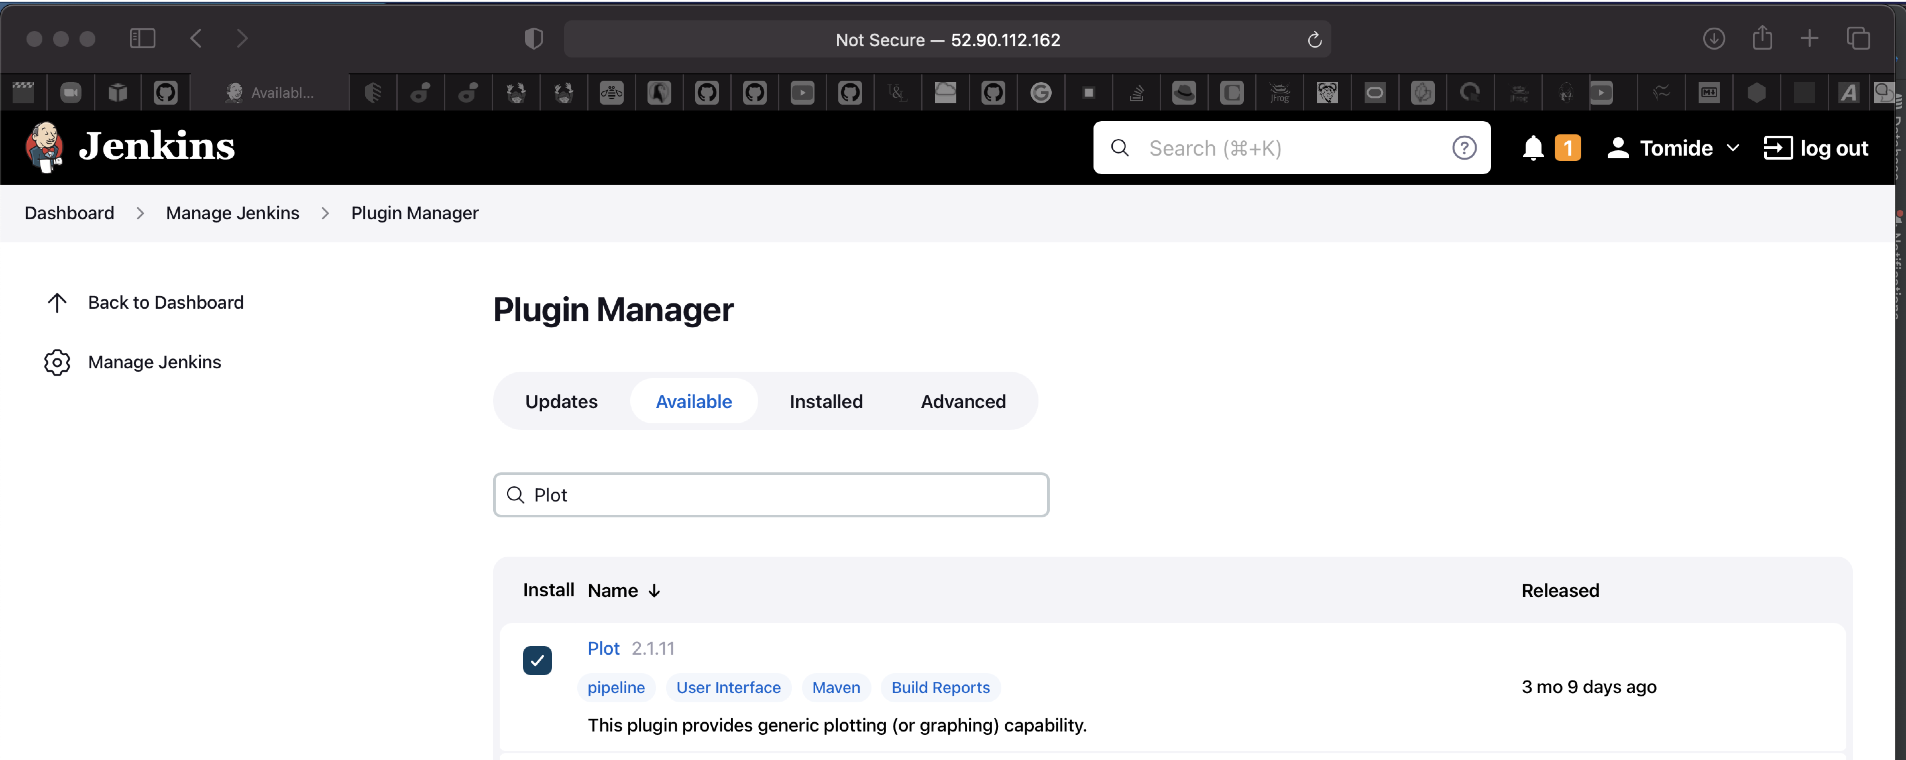 Not Secure — 52.90.112.162
Availabl...
Jenkins
Search (⌘+K)
1
Tomide
log out
Dashboard
Manage Jenkins
Plugin Manager
Back to Dashboard
Manage Jenkins
Plugin Manager
Updates
Available
Installed
Advanced
Plot
Install Name ↓ Released
Plot 2.1.11
pipeline User Interface Maven Build Reports
3 mo 9 days ago
This plugin provides generic plotting (or graphing) capability.